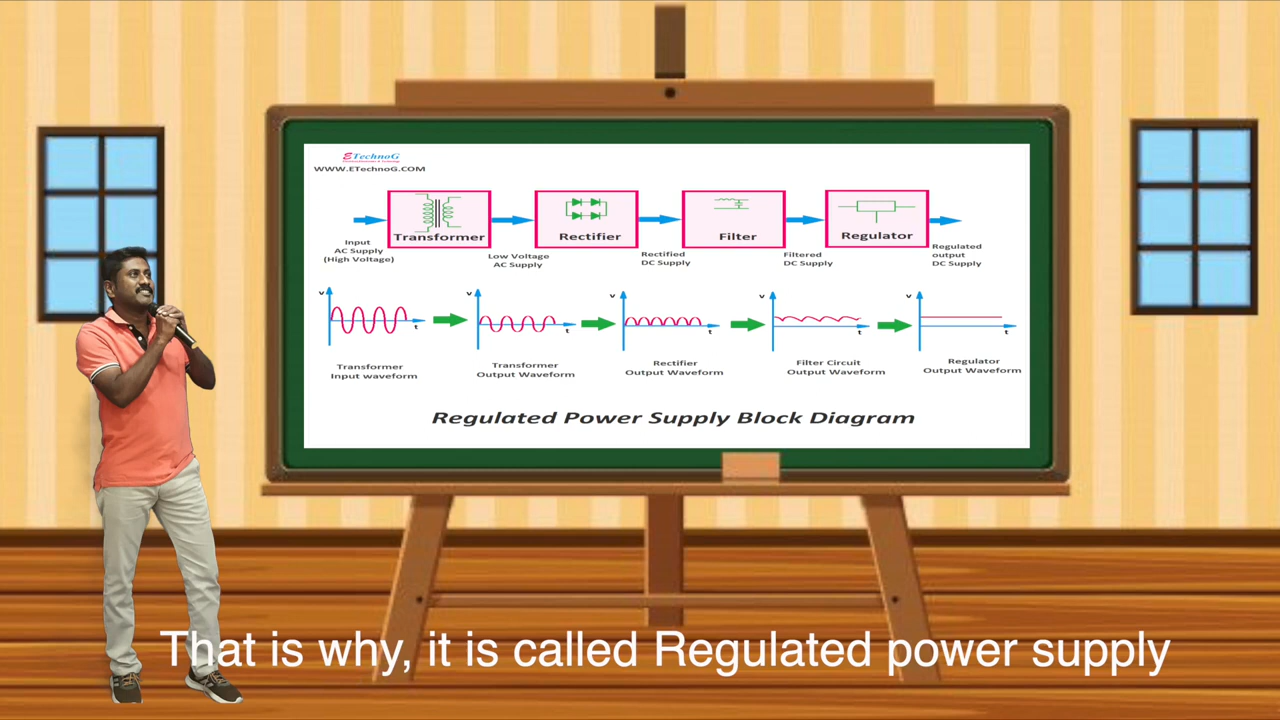 ETechnoG
WWW.ETechnoG.COM
Transformer
Rectifier
Filter
Regulator
Input
AC Supply
(High Voltage)
Low Voltage
AC Supply
Rectified
DC Supply
Filtered
DC Supply
Regulated
output
DC Supply
v
t
v
t
v
t
v
t
v
t
Transformer
Input waveform
Transformer
Output Waveform
Rectifier
Output Waveform
Filter Circuit
Output Waveform
Regulator
Output Waveform
Regulated Power Supply Block Diagram
That is why, it is called Regulated power supply